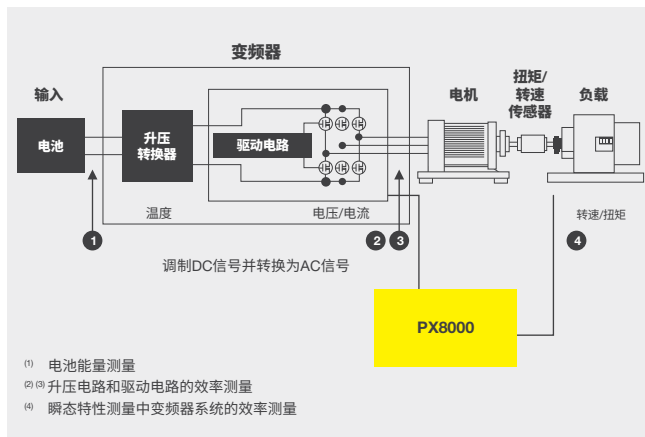 变频器
输入
电池
升压
转换器
驱动电路
电机
扭矩/
转速
传感器
负载
温度
电压/电流
转速/扭矩
1
2
3
4
调制DC信号并转换为AC信号
PX8000
(1) 电池能量测量
(2) (3) 升压电路和驱动电路的效率测量
(4) 瞬态特性测量中变频器系统的效率测量